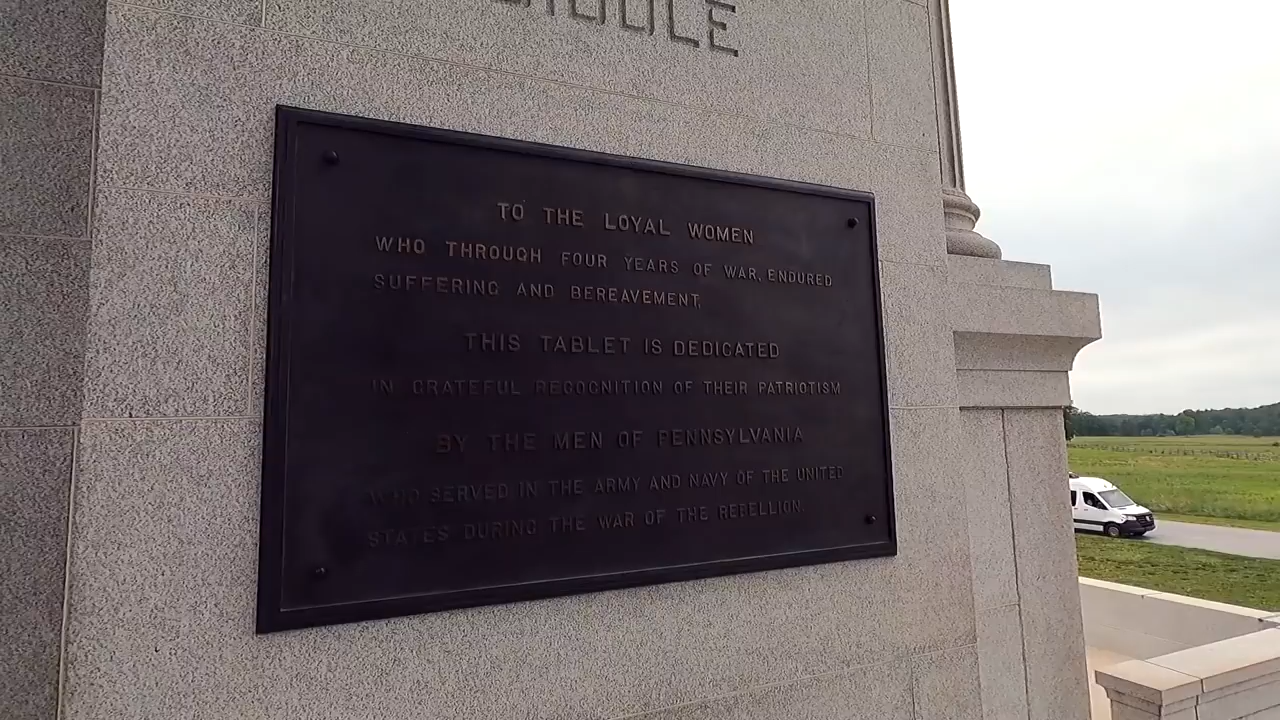 TO THE LOYAL WOMEN
WHO THROUGH FOUR YEARS OF WAR, ENDURED
SUFFERING AND BEREAVEMENT,
THIS TABLET IS DEDICATED
IN GRATEFUL RECOGNITION OF THEIR PATRIOTISM
BY THE MEN OF PENNSYLVANIA
WHO SERVED IN THE ARMY AND NAVY OF THE UNITED
STATES DURING THE WAR OF THE REBELLION.